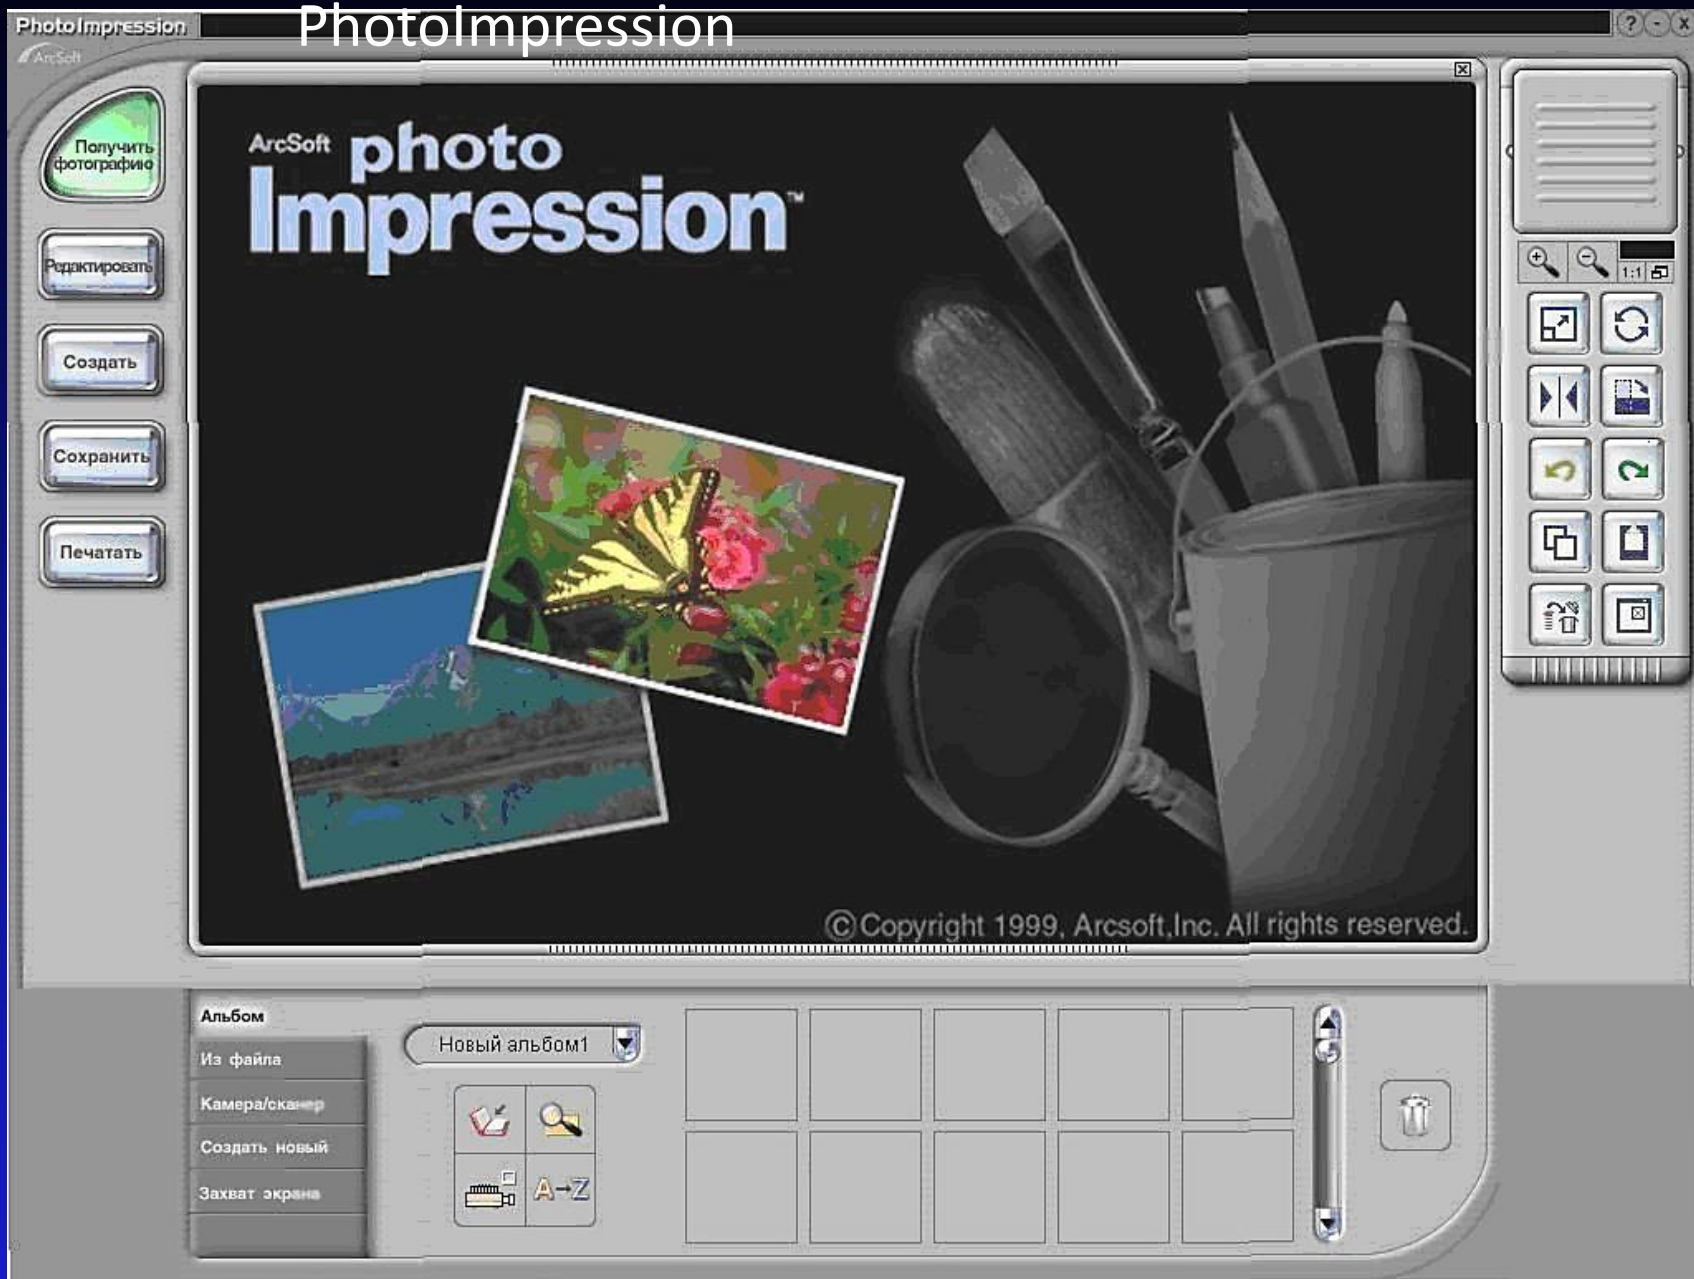 PhotoImpression
PhotoImpression
ArcSoft
? - x
Получить
фотографию
Редактировать
Создать
Сохранить
Печатать
ArcSoft photo
Impression™
1:1
©Copyright 1999, Arcsoft,Inc. All rights reserved.
Альбом
Из файла
Камера/сканер
Создать новый
Захват экрана
Новый альбом1
A→Z